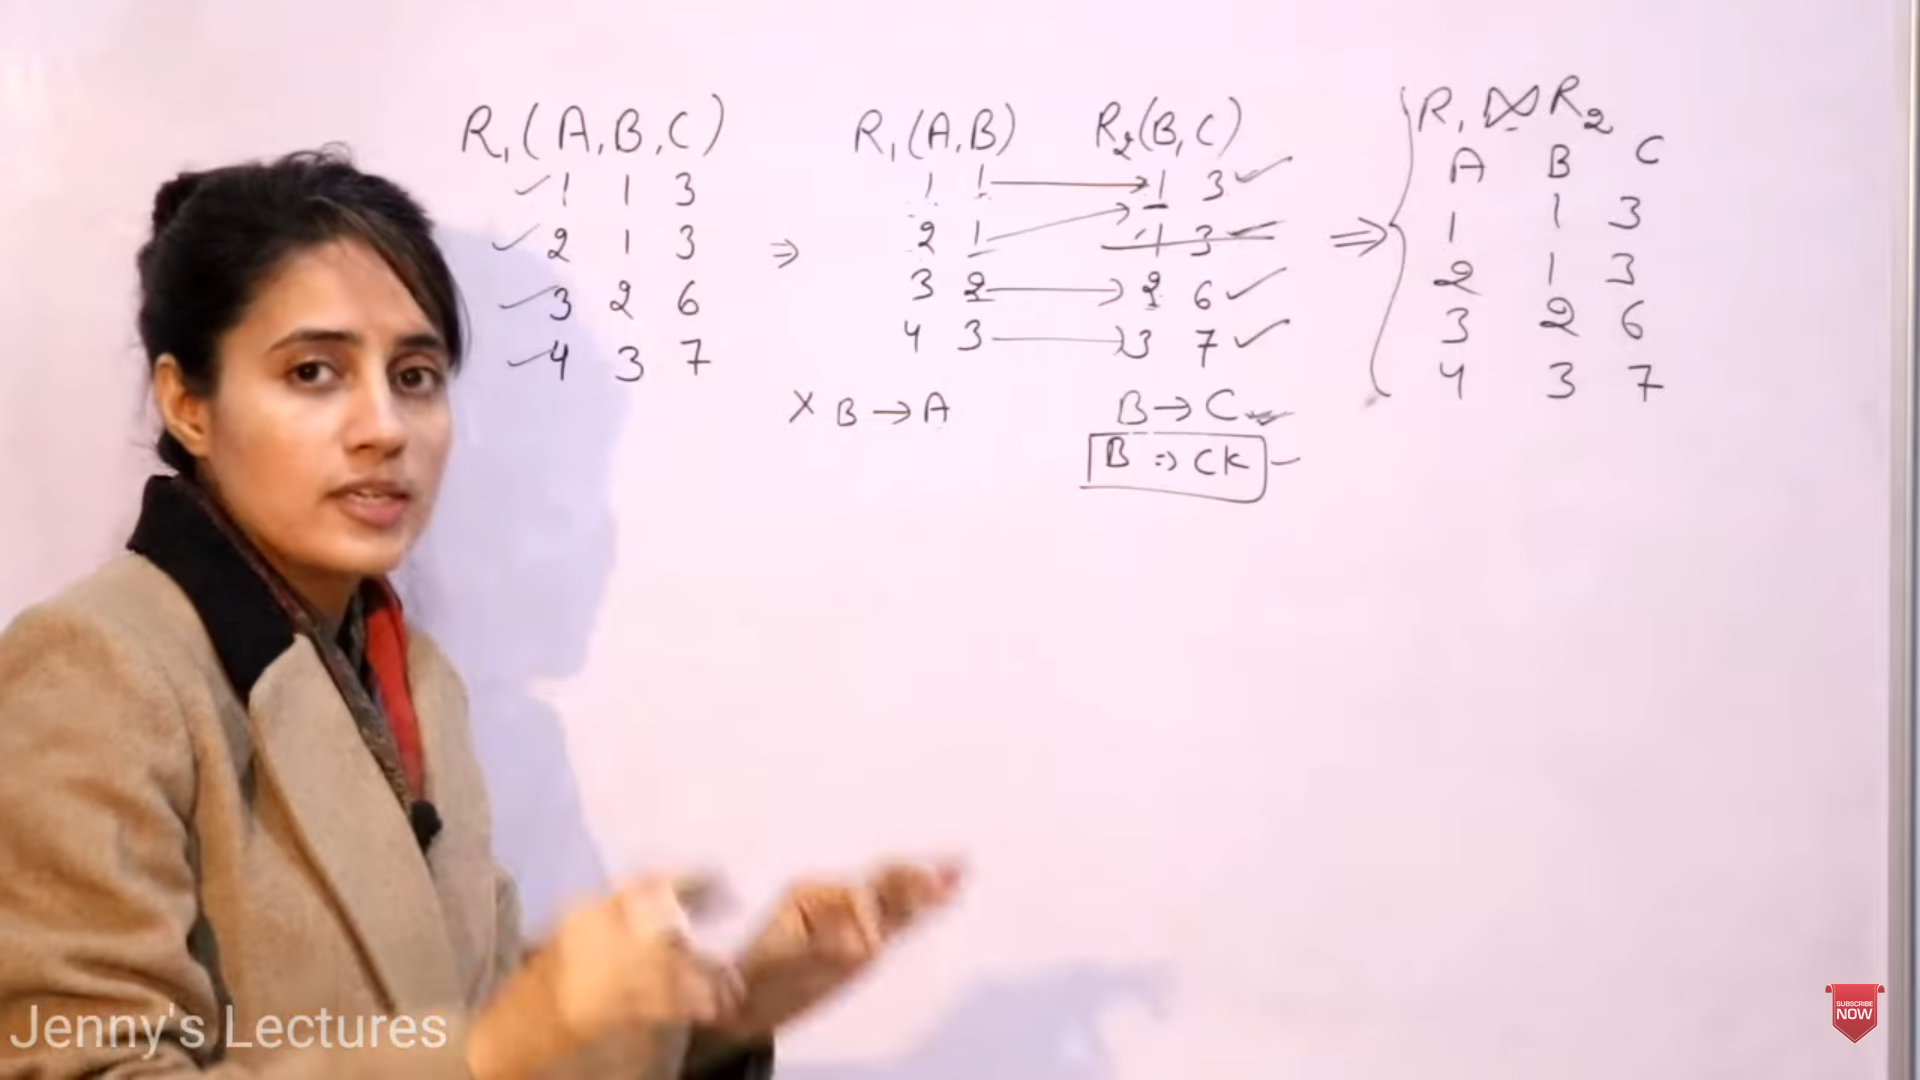 R₁(A,B,C)
✓1 1 3
✓2 1 3
✓3 2 6
✓4 3 7
⇒
R₁(A,B)
1 1
2 1
3 2
4 3
X B → A
R₂(B,C)
1 3 ✓
1 3
2 6 ✓
3 7 ✓
B → C ✓
B ⇒ CK
⇒
R₁ ⋈ R₂
A B C
1 1 3
2 1 3
3 2 6
4 3 7
Jenny's Lectures
SUBSCRIBE
NOW